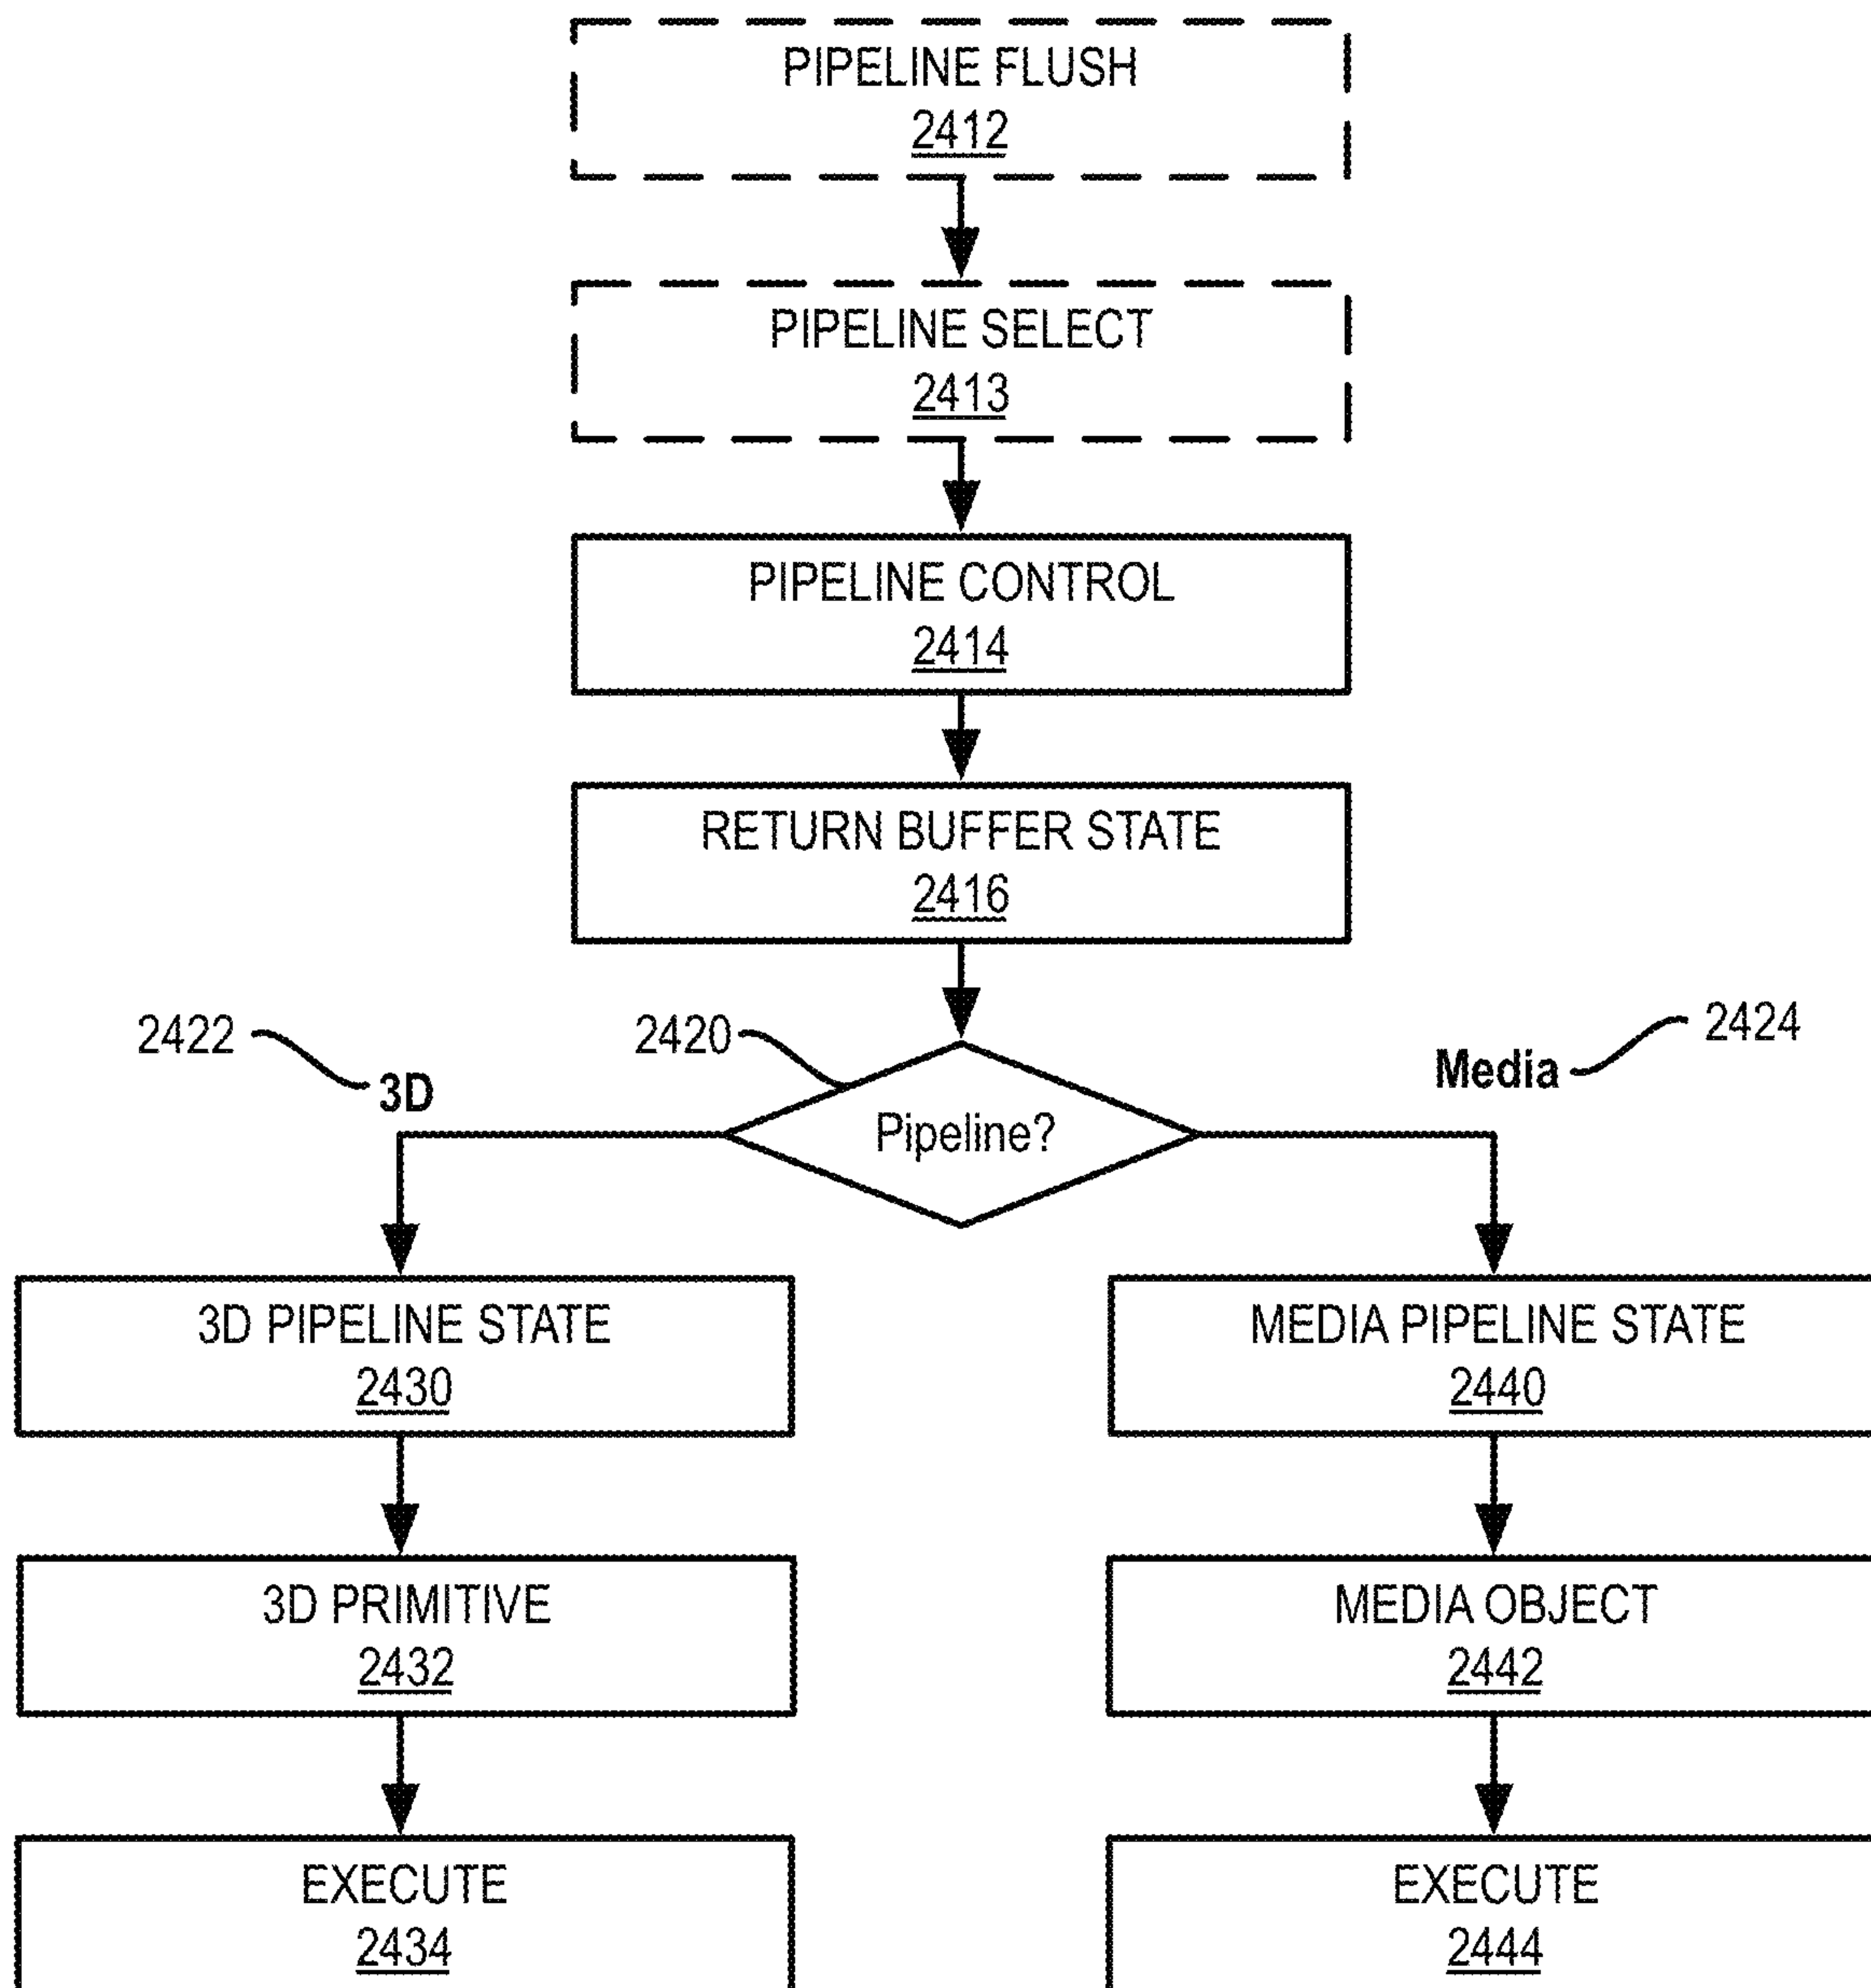 PIPELINE FLUSH
2412
PIPELINE SELECT
2413
PIPELINE CONTROL
2414
RETURN BUFFER STATE
2416
2422
3D
2420
Pipeline?
Media
2424
3D PIPELINE STATE
2430
MEDIA PIPELINE STATE
2440
3D PRIMITIVE
2432
MEDIA OBJECT
2442
EXECUTE
2434
EXECUTE
2444